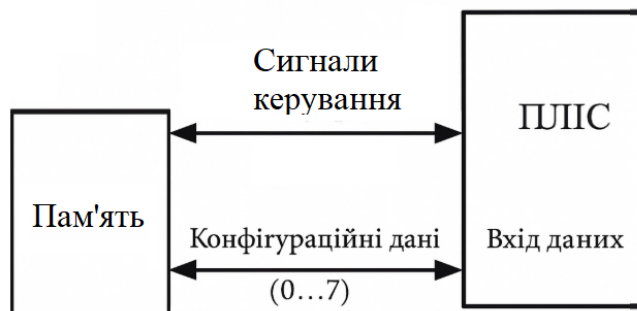 Сигнали
керування
ПЛІС
Пам'ять
Конфігураційні дані
Вхід даних
(0...7)